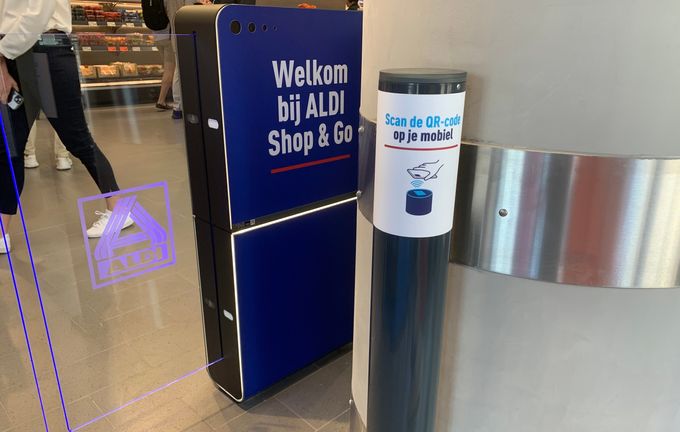 Welkom
bij ALDI
Shop & Go
Scan de QR-code
op je mobiel
ALDI